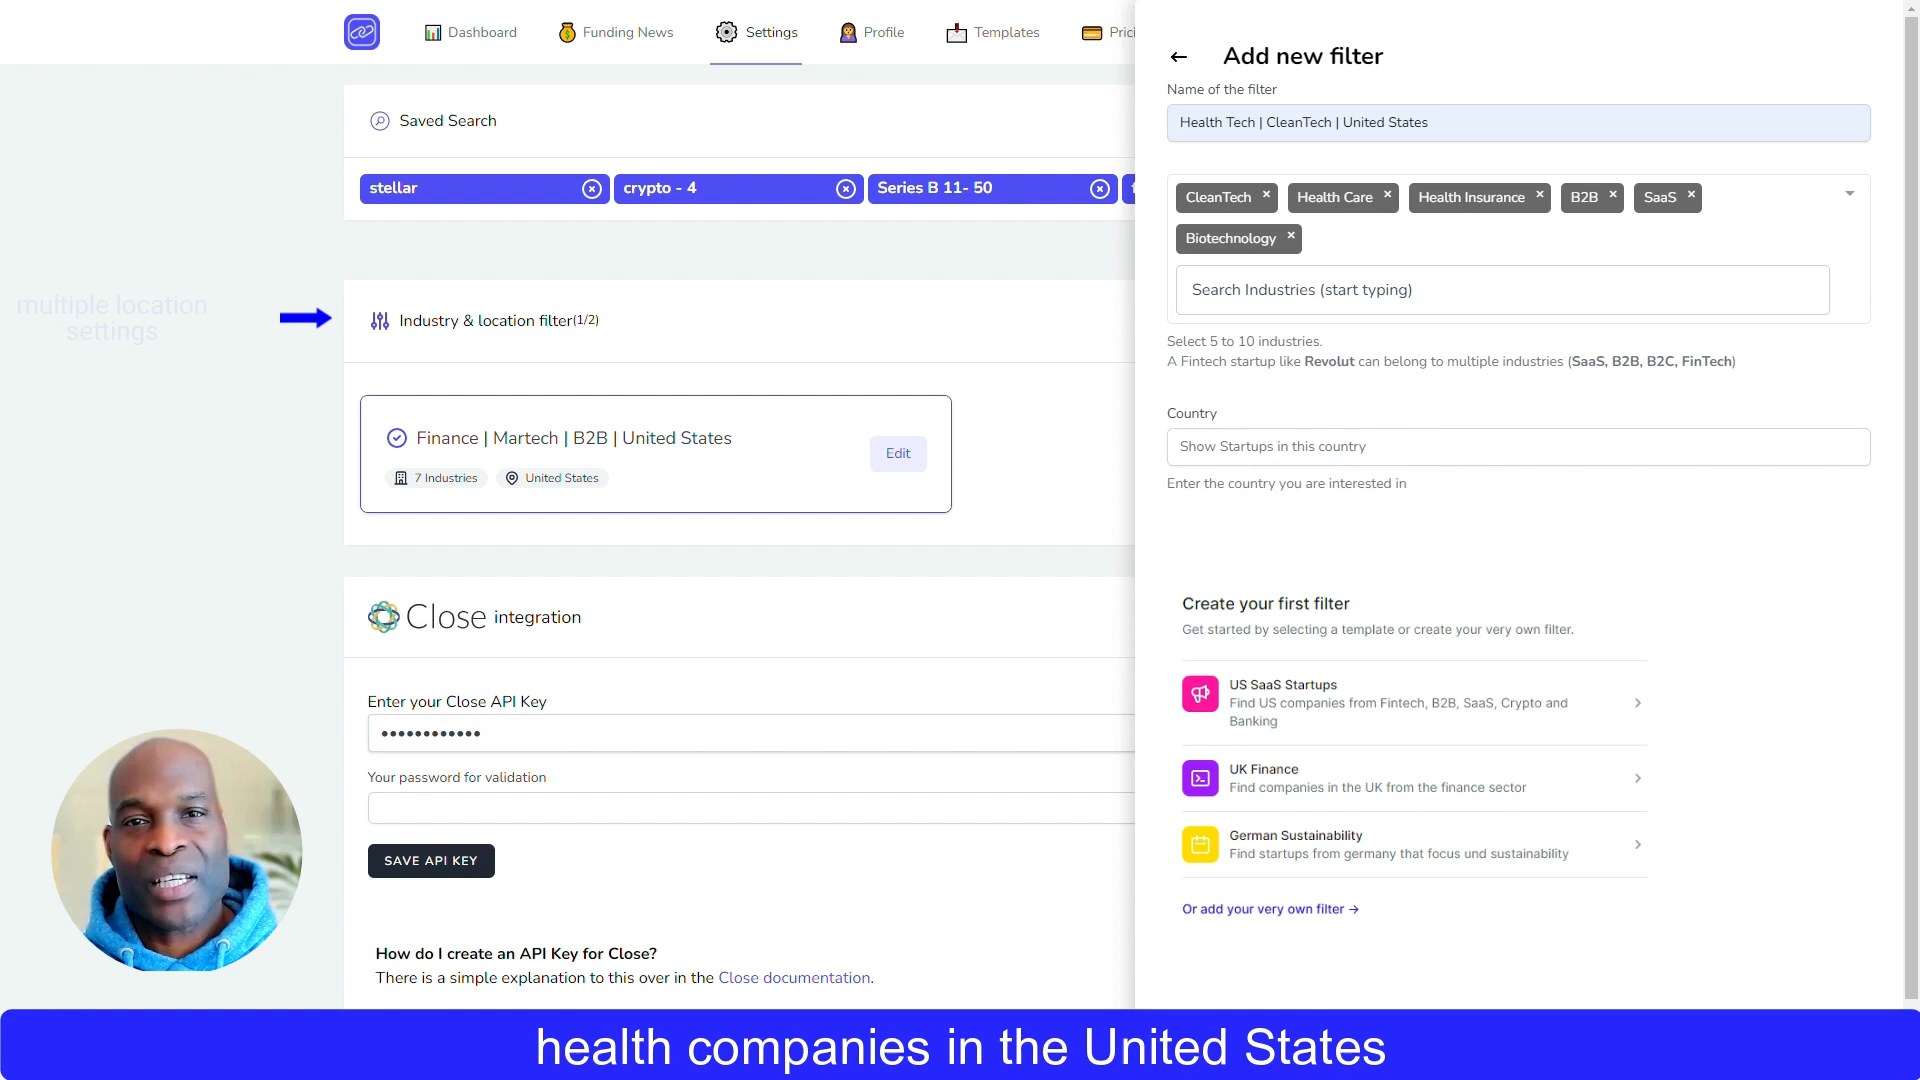 Dashboard
Funding News
Settings
Profile
Templates
Prici
Saved Search
stellar
crypto - 4
Series B 11- 50
multiple location
settings
Industry & location filter(1/2)
Finance | Martech | B2B | United States
7 Industries
United States
Edit
Close integration
Enter your Close API Key
••••••••••••
Your password for validation
SAVE API KEY
How do I create an API Key for Close?
There is a simple explanation to this over in the Close documentation.
Add new filter
Name of the filter
Health Tech | CleanTech | United States
CleanTech × Health Care × Health Insurance × B2B × SaaS ×
Biotechnology ×
Search Industries (start typing)
Select 5 to 10 industries.
A Fintech startup like Revolut can belong to multiple industries (SaaS, B2B, B2C, FinTech)
Country
Show Startups in this country
Enter the country you are interested in
Create your first filter
Get started by selecting a template or create your very own filter.
US SaaS Startups
Find US companies from Fintech, B2B, SaaS, Crypto and
Banking
UK Finance
Find companies in the UK from the finance sector
German Sustainability
Find startups from germany that focus und sustainability
Or add your very own filter →
health companies in the United States